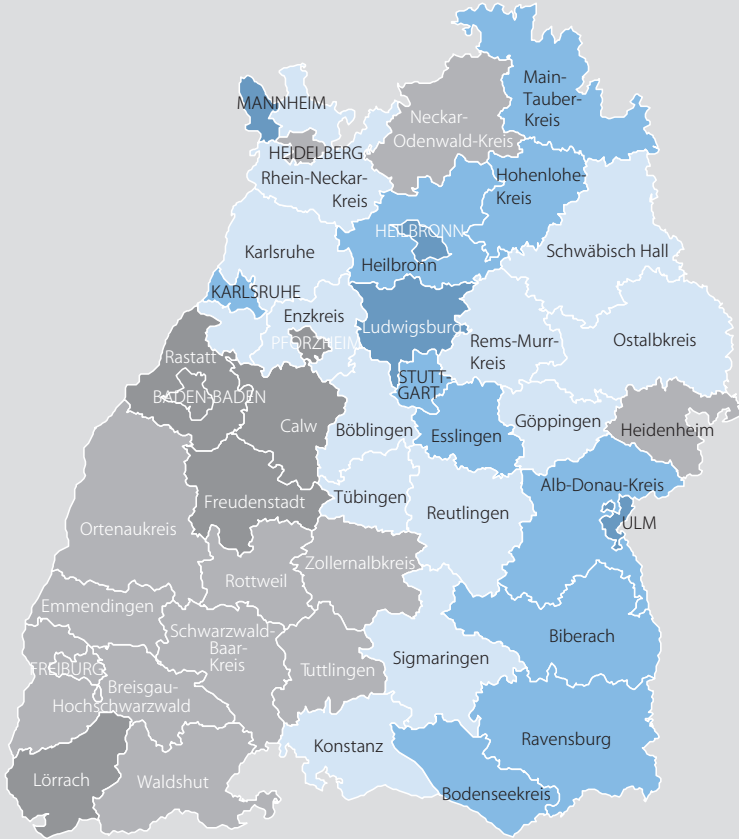 Main-
Tauber-
Kreis
MANNHEIM
Neckar-
Odenwald-Kreis
HEIDELBERG
Rhein-Neckar-
Kreis
Hohenlohe-
Kreis
HEILBRONN
Heilbronn
Schwäbisch Hall
Karlsruhe
KARLSRUHE
Enzkreis
PFORZHEIM
Ludwigsburg
Rems-Murr-
Kreis
Ostalbkreis
Rastatt
BADEN-BADEN
STUTT-
GART
Calw
Böblingen
Esslingen
Göppingen
Heidenheim
Freudenstadt
Tübingen
Reutlingen
Alb-Donau-Kreis
ULM
Ortenaukreis
Zollernalbkreis
Rottweil
Emmendingen
Schwarzwald-
Baar-
Kreis
Biberach
FREIBURG
Tuttlingen
Sigmaringen
Breisgau-
Hochschwarzwald
Ravensburg
Konstanz
Lörrach
Waldshut
Bodenseekreis